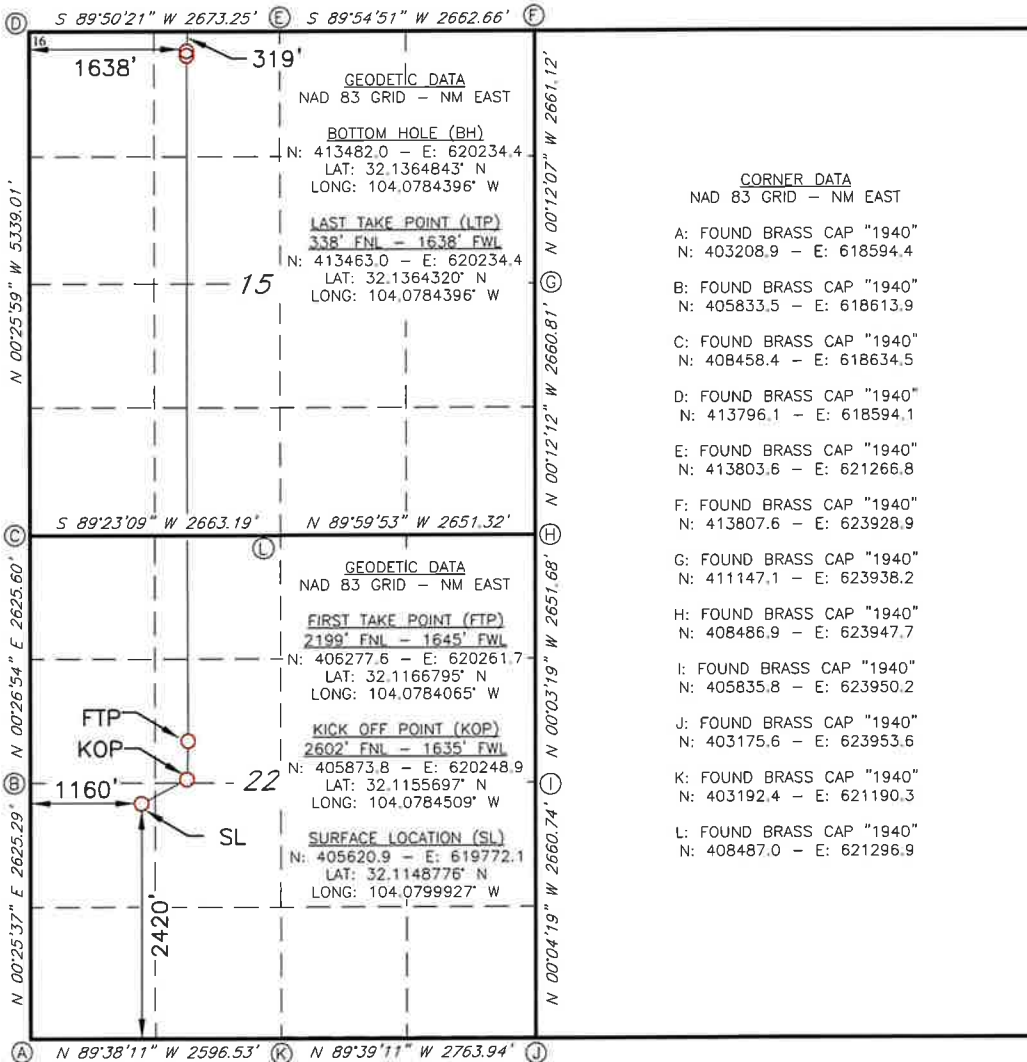 D S 89°50'21" W 2673.25' E S 89°54'51" W 2662.66' F
16
1638'
319'
GEODETIC DATA
NAD 83 GRID – NM EAST
BOTTOM HOLE (BH)
N: 413482.0 – E: 620234.4
LAT: 32.1364843° N
LONG: 104.0784396° W
LAST TAKE POINT (LTP)
338' FNL – 1638' FWL
N: 413463.0 – E: 620234.4
LAT: 32.1364320° N
LONG: 104.0784396° W
N 00°25'59" W 5339.01'
15
N 00°12'07" W 2661.12'
G
N 00°12'12" W 2660.81'
C S 89°23'09" W 2663.19' N 89°59'53" W 2651.32' H
L
GEODETIC DATA
NAD 83 GRID – NM EAST
FIRST TAKE POINT (FTP)
2199' FNL – 1645' FWL
N: 406277.6 – E: 620261.7
LAT: 32.1166795° N
LONG: 104.0784065° W
KICK OFF POINT (KOP)
2602' FNL – 1635' FWL
N: 405873.8 – E: 620248.9
LAT: 32.1155697° N
LONG: 104.0784509° W
SURFACE LOCATION (SL)
N: 405620.9 – E: 619772.1
LAT: 32.1148776° N
LONG: 104.0799927° W
N 00°26'54" E 2625.60'
FTP
KOP
B
1160'
22
SL
2420'
N 00°25'37" E 2625.29'
N 00°03'19" W 2651.68'
I
N 00°04'19" W 2660.74'
A N 89°38'11" W 2596.53' K N 89°39'11" W 2763.94' J
CORNER DATA
NAD 83 GRID – NM EAST
A: FOUND BRASS CAP "1940"
N: 403208.9 – E: 618594.4
B: FOUND BRASS CAP "1940"
N: 405833.5 – E: 618613.9
C: FOUND BRASS CAP "1940"
N: 408458.4 – E: 618634.5
D: FOUND BRASS CAP "1940"
N: 413796.1 – E: 618594.1
E: FOUND BRASS CAP "1940"
N: 413803.6 – E: 621266.8
F: FOUND BRASS CAP "1940"
N: 413807.6 – E: 623928.9
G: FOUND BRASS CAP "1940"
N: 411147.1 – E: 623938.2
H: FOUND BRASS CAP "1940"
N: 408486.9 – E: 623947.7
I: FOUND BRASS CAP "1940"
N: 405835.8 – E: 623950.2
J: FOUND BRASS CAP "1940"
N: 403175.6 – E: 623953.6
K: FOUND BRASS CAP "1940"
N: 403192.4 – E: 621190.3
L: FOUND BRASS CAP "1940"
N: 408487.0 – E: 621296.9